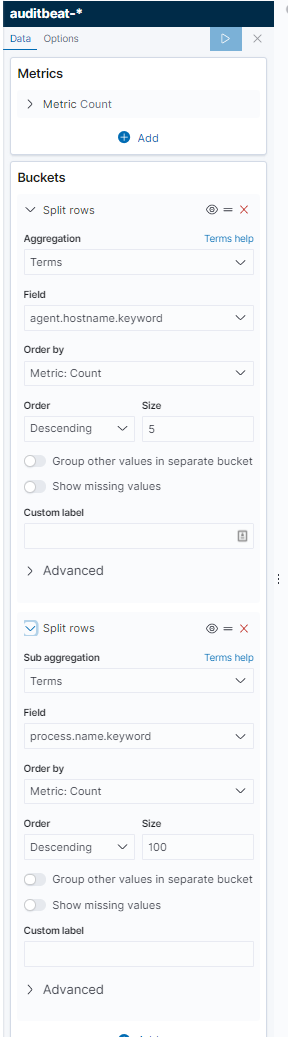 auditbeat-*
Data Options
Metrics
Metric Count
Add
Buckets
Split rows
Aggregation Terms help
Terms
Field
agent.hostname.keyword
Order by
Metric: Count
Order Size
Descending 5
Group other values in separate bucket
Show missing values
Custom label
Advanced
Split rows
Sub aggregation Terms help
Terms
Field
process.name.keyword
Order by
Metric: Count
Order Size
Descending 100
Group other values in separate bucket
Show missing values
Custom label
Advanced